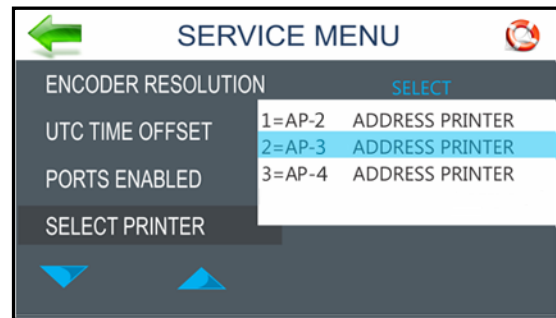 SERVICE MENU
ENCODER RESOLUTION
SELECT
UTC TIME OFFSET
1=AP-2 ADDRESS PRINTER
2=AP-3 ADDRESS PRINTER
3=AP-4 ADDRESS PRINTER
PORTS ENABLED
SELECT PRINTER